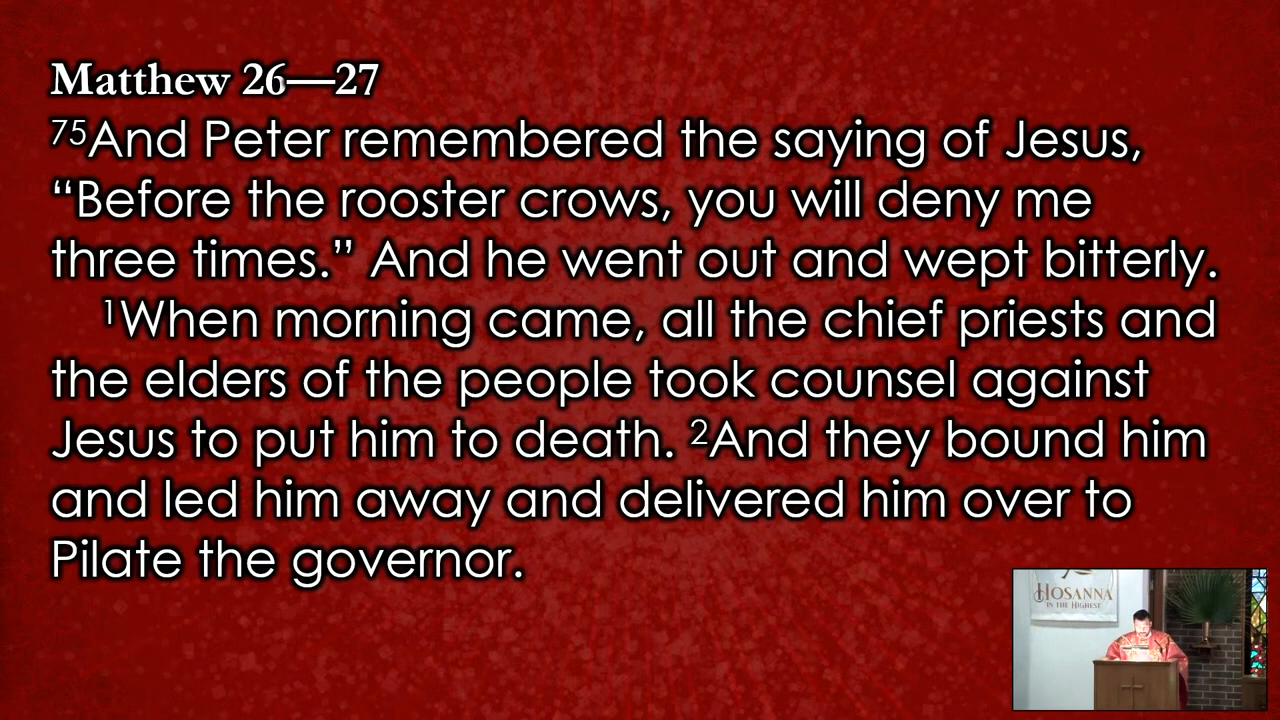 Matthew 26—27
75And Peter remembered the saying of Jesus,
“Before the rooster crows, you will deny me
three times.” And he went out and wept bitterly.
1When morning came, all the chief priests and
the elders of the people took counsel against
Jesus to put him to death. 2And they bound him
and led him away and delivered him over to
Pilate the governor.
HOSANNA
IN THE HIGHEST